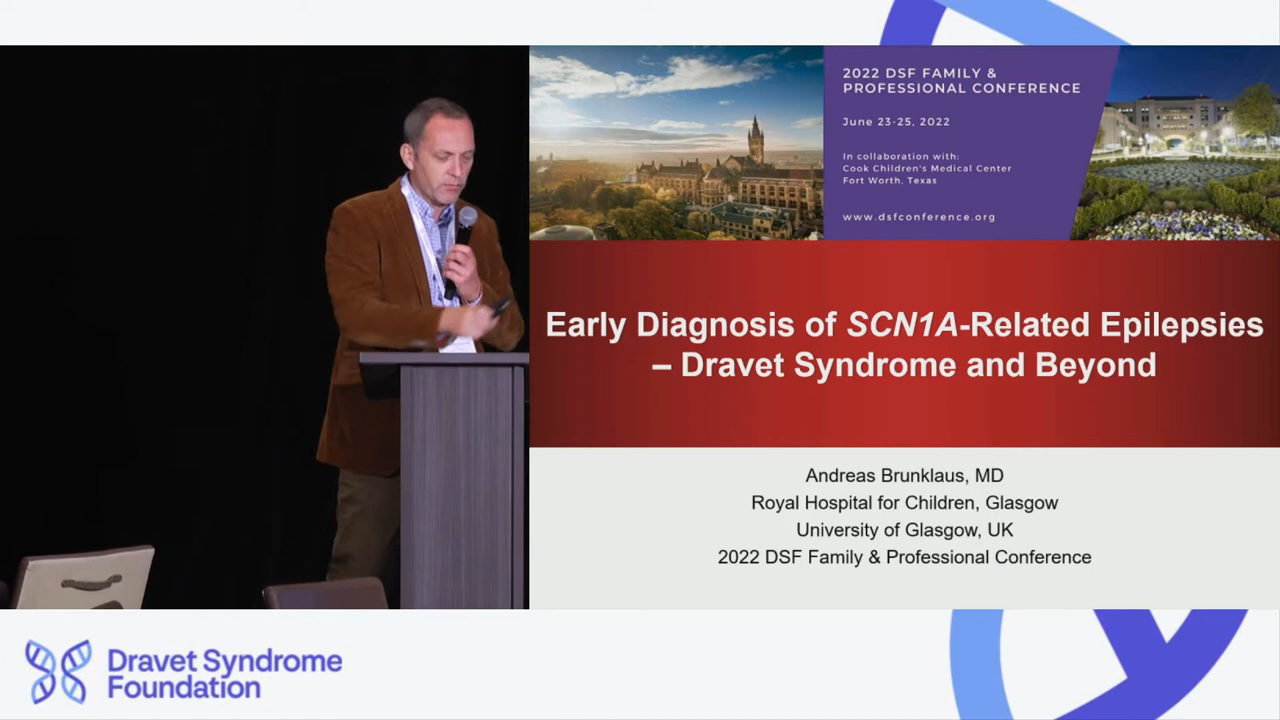 2022 DSF FAMILY &
PROFESSIONAL CONFERENCE
June 23-25, 2022
In collaboration with:
Cook Children's Medical Center
Fort Worth, Texas
www.dsfconference.org
Early Diagnosis of SCN1A-Related Epilepsies
– Dravet Syndrome and Beyond
Andreas Brunklaus, MD
Royal Hospital for Children, Glasgow
University of Glasgow, UK
2022 DSF Family & Professional Conference
Dravet Syndrome
Foundation